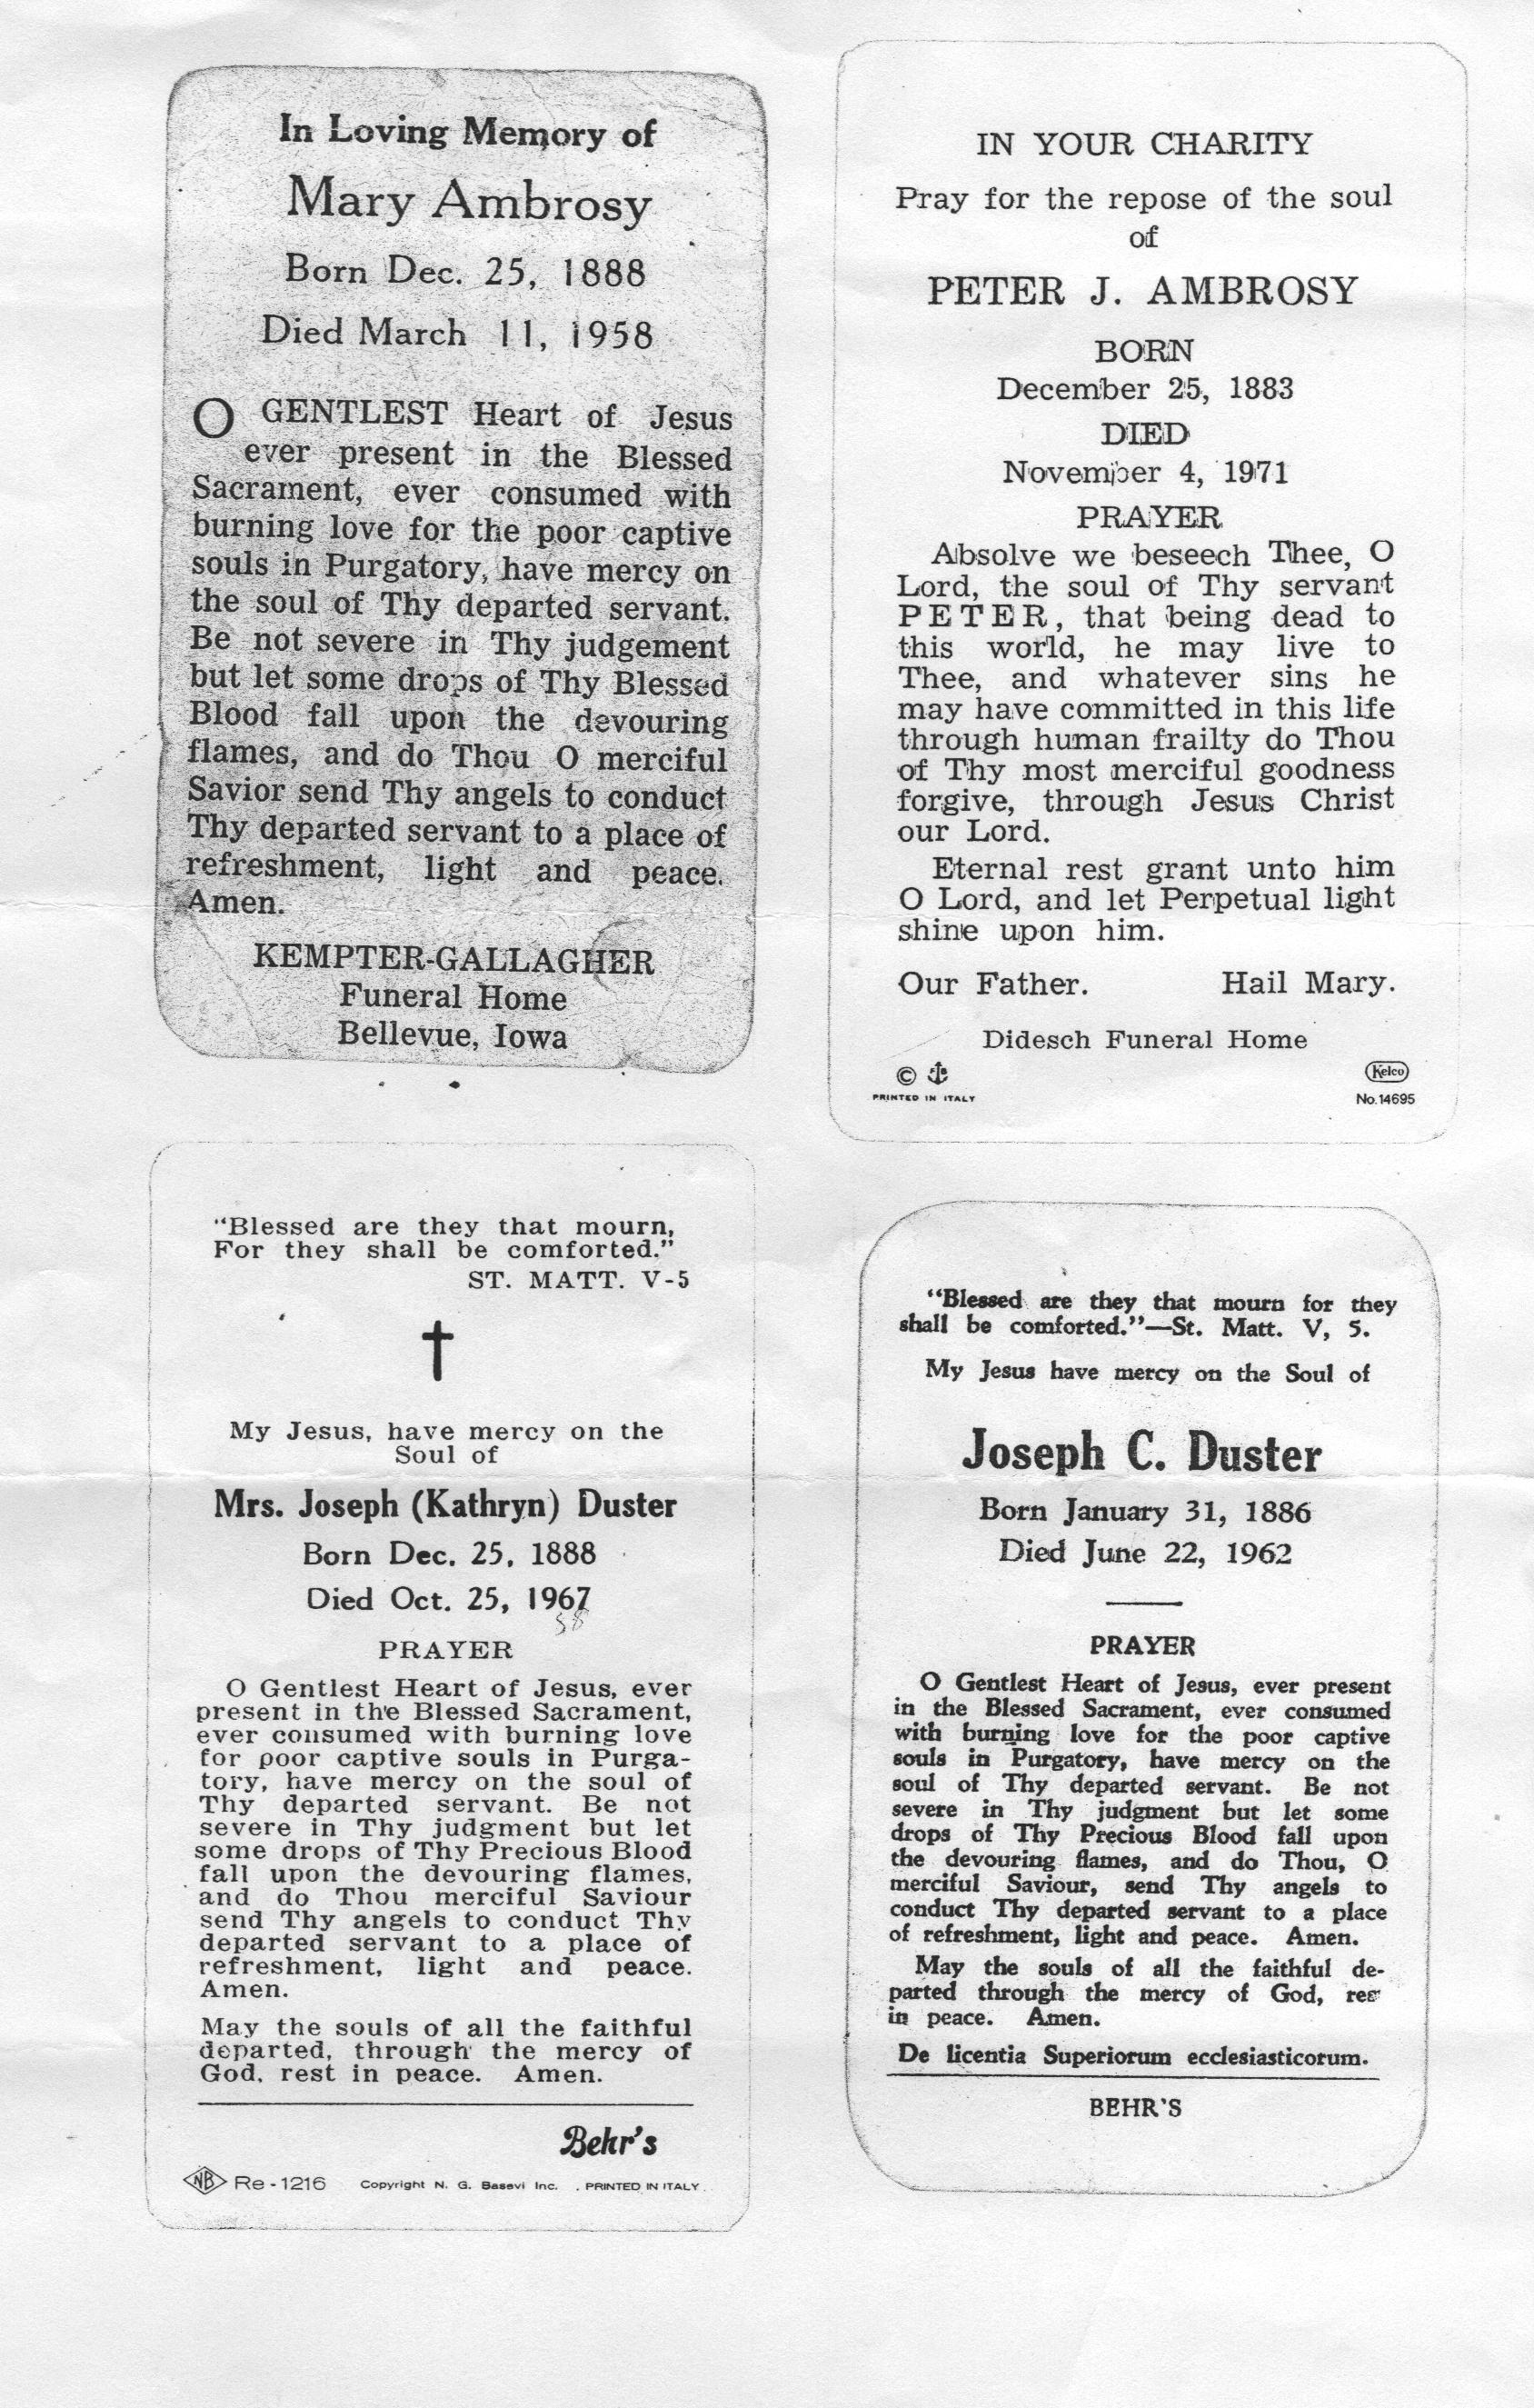 In Loving Memory of
Mary Ambrosy
Born Dec. 25, 1888
Died March 11, 1958
O GENTLEST Heart of Jesus
ever present in the Blessed
Sacrament, ever consumed with
burning love for the poor captive
souls in Purgatory, have mercy on
the soul of Thy departed servant.
Be not severe in Thy judgement
but let some drops of Thy Blessed
Blood fall upon the devouring
flames, and do Thou O merciful
Savior send Thy angels to conduct
Thy departed servant to a place of
refreshment, light and peace.
Amen.
KEMPTER-GALLAGHER
Funeral Home
Bellevue, Iowa
IN YOUR CHARITY
Pray for the repose of the soul
of
PETER J. AMBROSY
BORN
December 25, 1883
DIED
November 4, 1971
PRAYER
Absolve we beseech Thee, O
Lord, the soul of Thy servant
PETER, that being dead to
this world, he may live to
Thee, and whatever sins he
may have committed in this life
through human frailty do Thou
of Thy most merciful goodness
forgive, through Jesus Christ
our Lord.
Eternal rest grant unto him
O Lord, and let Perpetual light
shine upon him.
Our Father. Hail Mary.
Didesch Funeral Home
© Kelco
PRINTED IN ITALY No. 14695
"Blessed are they that mourn,
For they shall be comforted."
ST. MATT. V-5
My Jesus, have mercy on the
Soul of
Mrs. Joseph (Kathryn) Duster
Born Dec. 25, 1888
Died Oct. 25, 1967
58
PRAYER
O Gentlest Heart of Jesus, ever
present in the Blessed Sacrament,
ever consumed with burning love
for poor captive souls in Purga-
tory, have mercy on the soul of
Thy departed servant. Be not
severe in Thy judgment but let
some drops of Thy Precious Blood
fall upon the devouring flames,
and do Thou merciful Saviour
send Thy angels to conduct Thy
departed servant to a place of
refreshment, light and peace.
Amen.
May the souls of all the faithful
departed, through the mercy of
God, rest in peace. Amen.
Behr's
NB Re-1216 Copyright N. G. Basevi Inc. PRINTED IN ITALY
"Blessed are they that mourn for they
shall be comforted."—St. Matt. V, 5.
My Jesus have mercy on the Soul of
Joseph C. Duster
Born January 31, 1886
Died June 22, 1962
PRAYER
O Gentlest Heart of Jesus, ever present
in the Blessed Sacrament, ever consumed
with burning love for the poor captive
souls in Purgatory, have mercy on the
soul of Thy departed servant. Be not
severe in Thy judgment but let some
drops of Thy Precious Blood fall upon
the devouring flames, and do Thou, O
merciful Saviour, send Thy angels to
conduct Thy departed servant to a place
of refreshment, light and peace. Amen.
May the souls of all the faithful de-
parted through the mercy of God, res
in peace. Amen.
De licentia Superiorum ecclesiasticorum.
BEHR'S